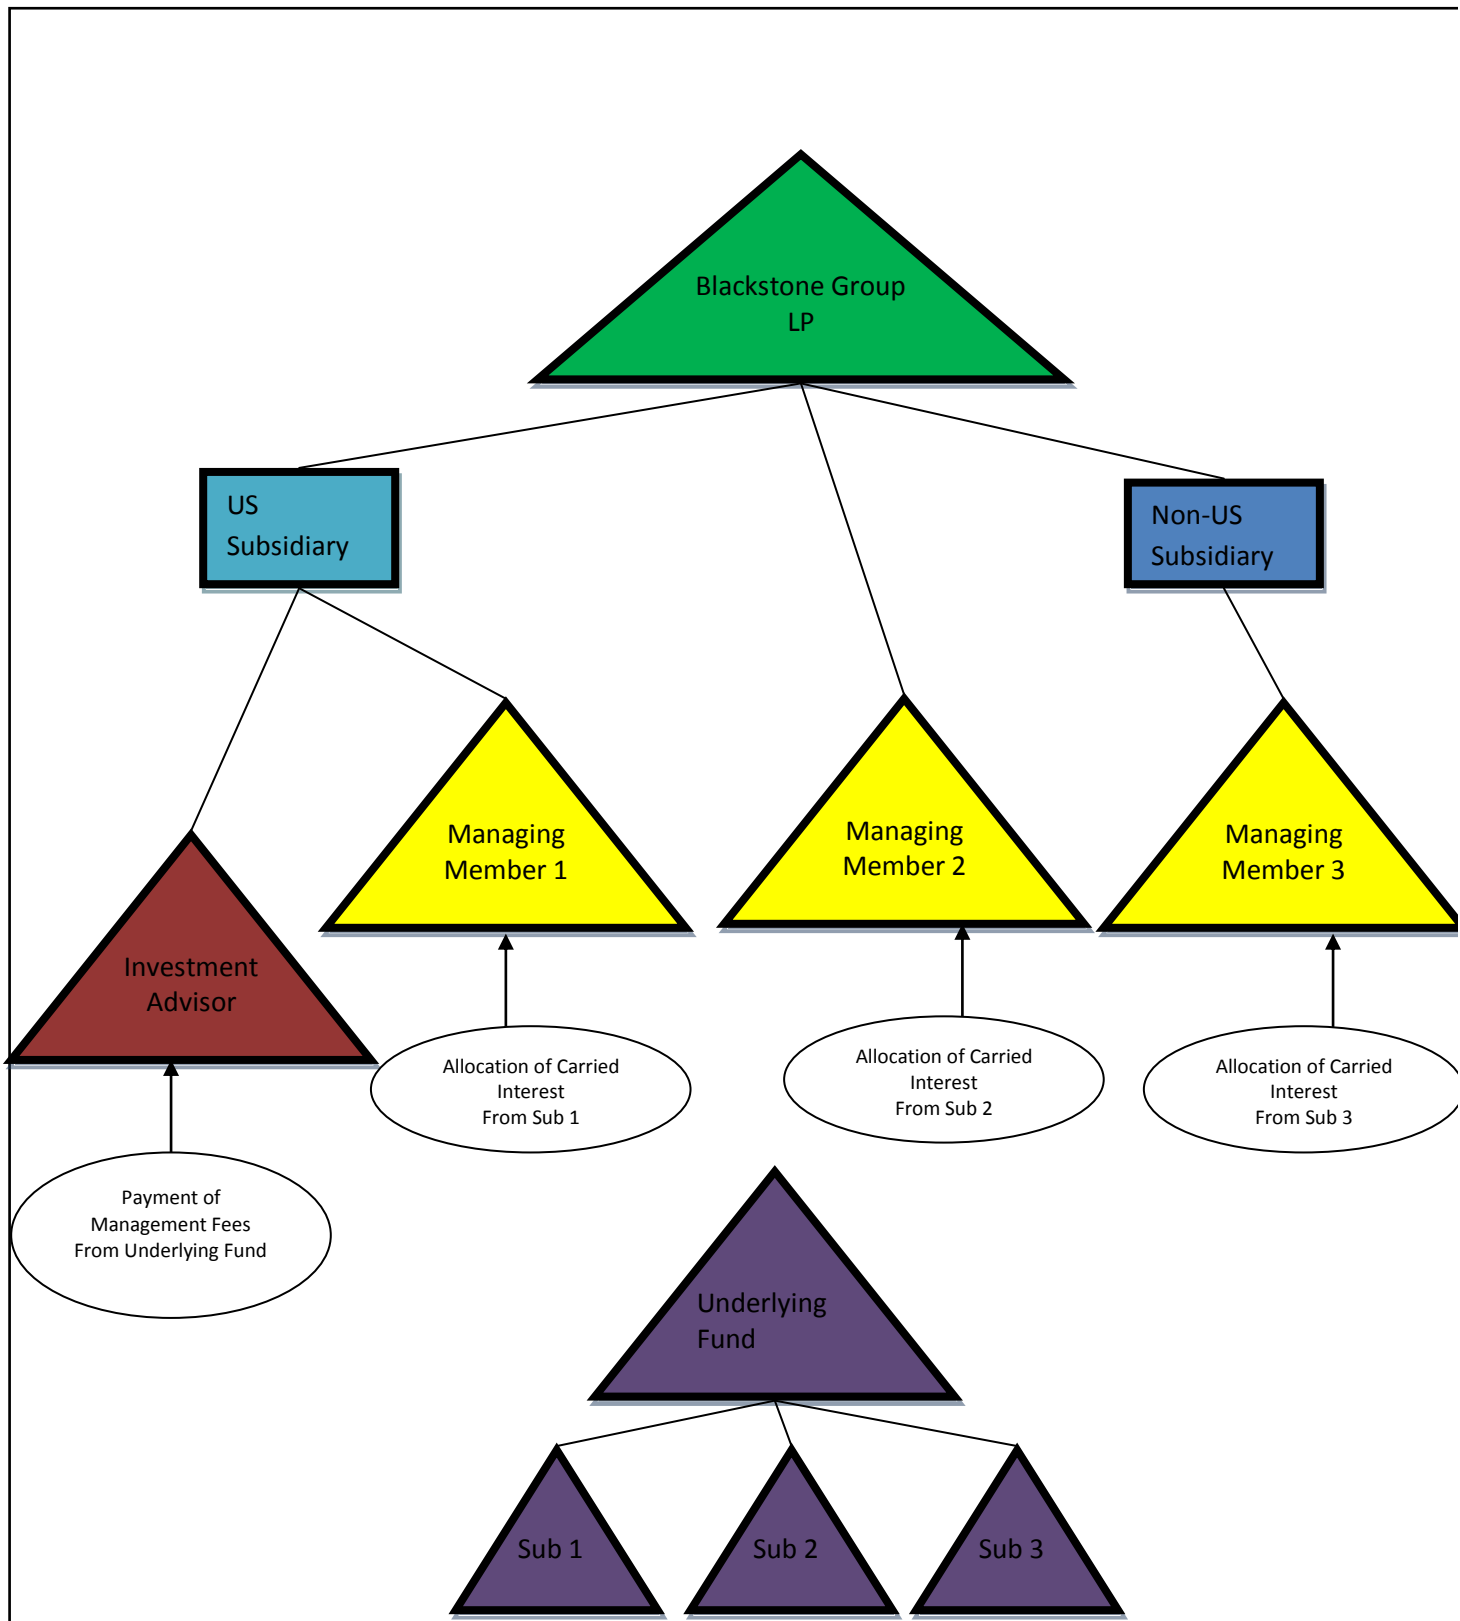 Blackstone Group
LP
US
Subsidiary
Non-US
Subsidiary
Managing
Member 1
Managing
Member 2
Managing
Member 3
Investment
Advisor
Allocation of Carried
Interest
From Sub 1
Allocation of Carried
Interest
From Sub 2
Allocation of Carried
Interest
From Sub 3
Payment of
Management Fees
From Underlying Fund
Underlying
Fund
Sub 1
Sub 2
Sub 3